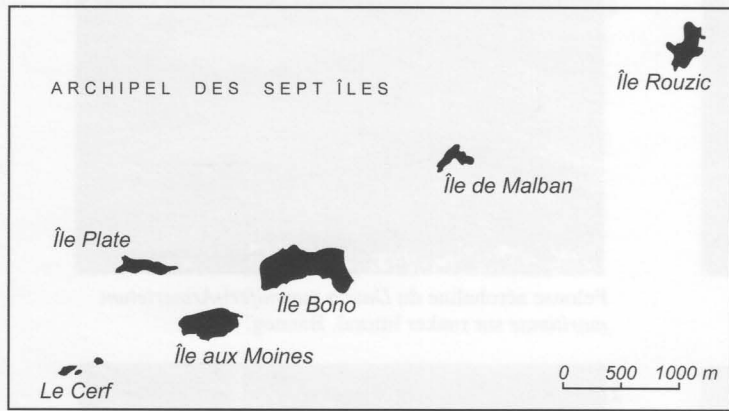 Île Rouzic
ARCHIPEL DES SEPT ÎLES
Île de Malban
Île Plate
Île Bono
Île aux Moines
Le Cerf
0 500 1000 m